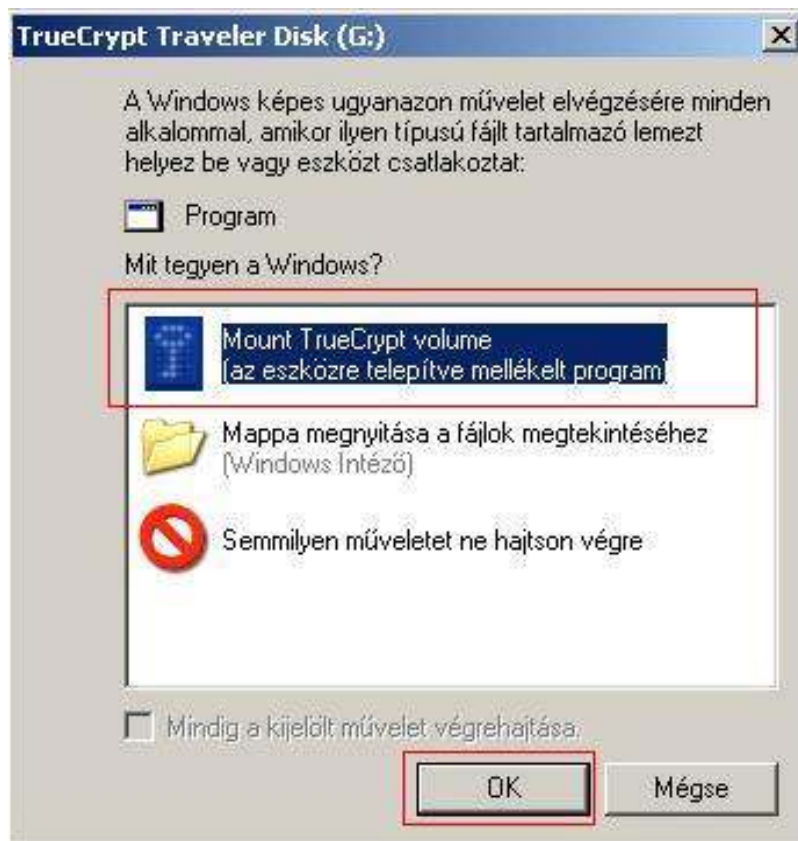 TrueCrypt Traveler Disk (G:)
A Windows képes ugyanazon művelet elvégzésére minden
alkalommal, amikor ilyen típusú fájlt tartalmazó lemezt
helyez be vagy eszközt csatlakoztat:
Program
Mit tegyen a Windows?
Mount TrueCrypt volume
(az eszközre telepítve mellékelt program)
Mappa megnyitása a fájlok megtekintéséhez
(Windows Intéző)
Semmilyen műveletet ne hajtson végre
Mindig a kijelölt művelet végrehajtása.
OK
Mégse